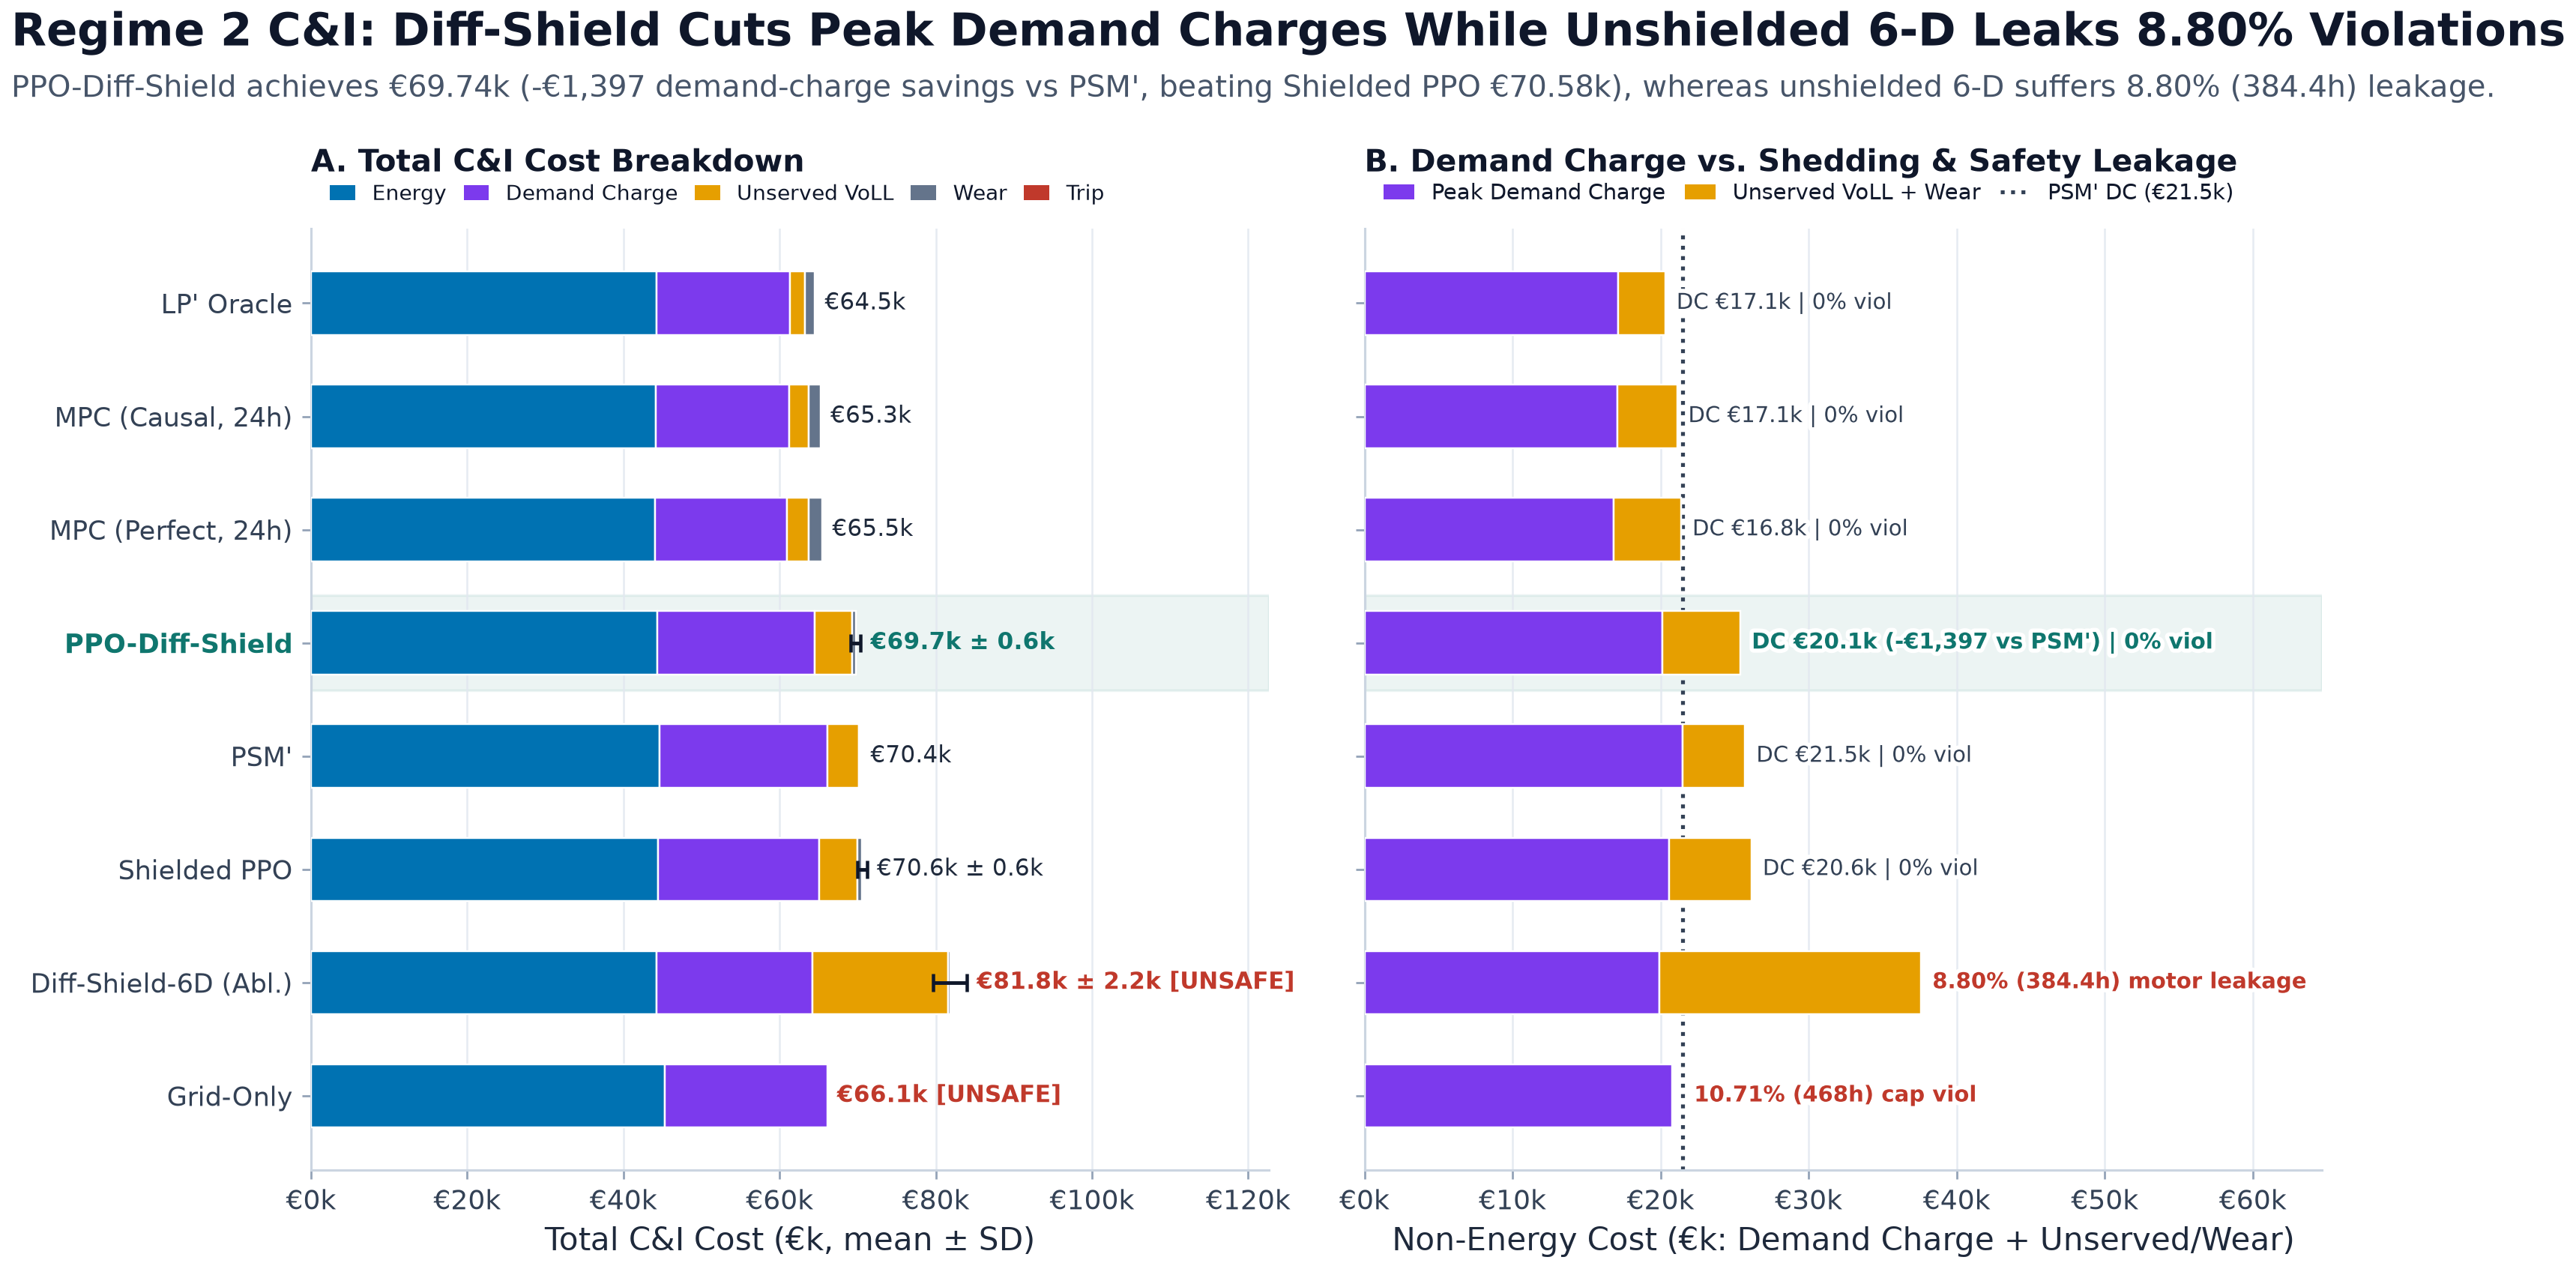 Regime 2 C&I: Diff-Shield Cuts Peak Demand Charges While Unshielded 6-D Leaks 8.80% Violations
PPO-Diff-Shield achieves €69.74k (-€1,397 demand-charge savings vs PSM', beating Shielded PPO €70.58k), whereas unshielded 6-D suffers 8.80% (384.4h) leakage.
A. Total C&I Cost Breakdown
Energy Demand Charge Unserved VoLL Wear Trip
LP' Oracle €64.5k
MPC (Causal, 24h) €65.3k
MPC (Perfect, 24h) €65.5k
PPO-Diff-Shield €69.7k ± 0.6k
PSM' €70.4k
Shielded PPO €70.6k ± 0.6k
Diff-Shield-6D (Abl.) €81.8k ± 2.2k [UNSAFE]
Grid-Only €66.1k [UNSAFE]
€0k €20k €40k €60k €80k €100k €120k
Total C&I Cost (€k, mean ± SD)
B. Demand Charge vs. Shedding & Safety Leakage
Peak Demand Charge Unserved VoLL + Wear PSM' DC (€21.5k)
DC €17.1k | 0% viol
DC €17.1k | 0% viol
DC €16.8k | 0% viol
DC €20.1k (-€1,397 vs PSM') | 0% viol
DC €21.5k | 0% viol
DC €20.6k | 0% viol
8.80% (384.4h) motor leakage
10.71% (468h) cap viol
€0k €10k €20k €30k €40k €50k €60k
Non-Energy Cost (€k: Demand Charge + Unserved/Wear)